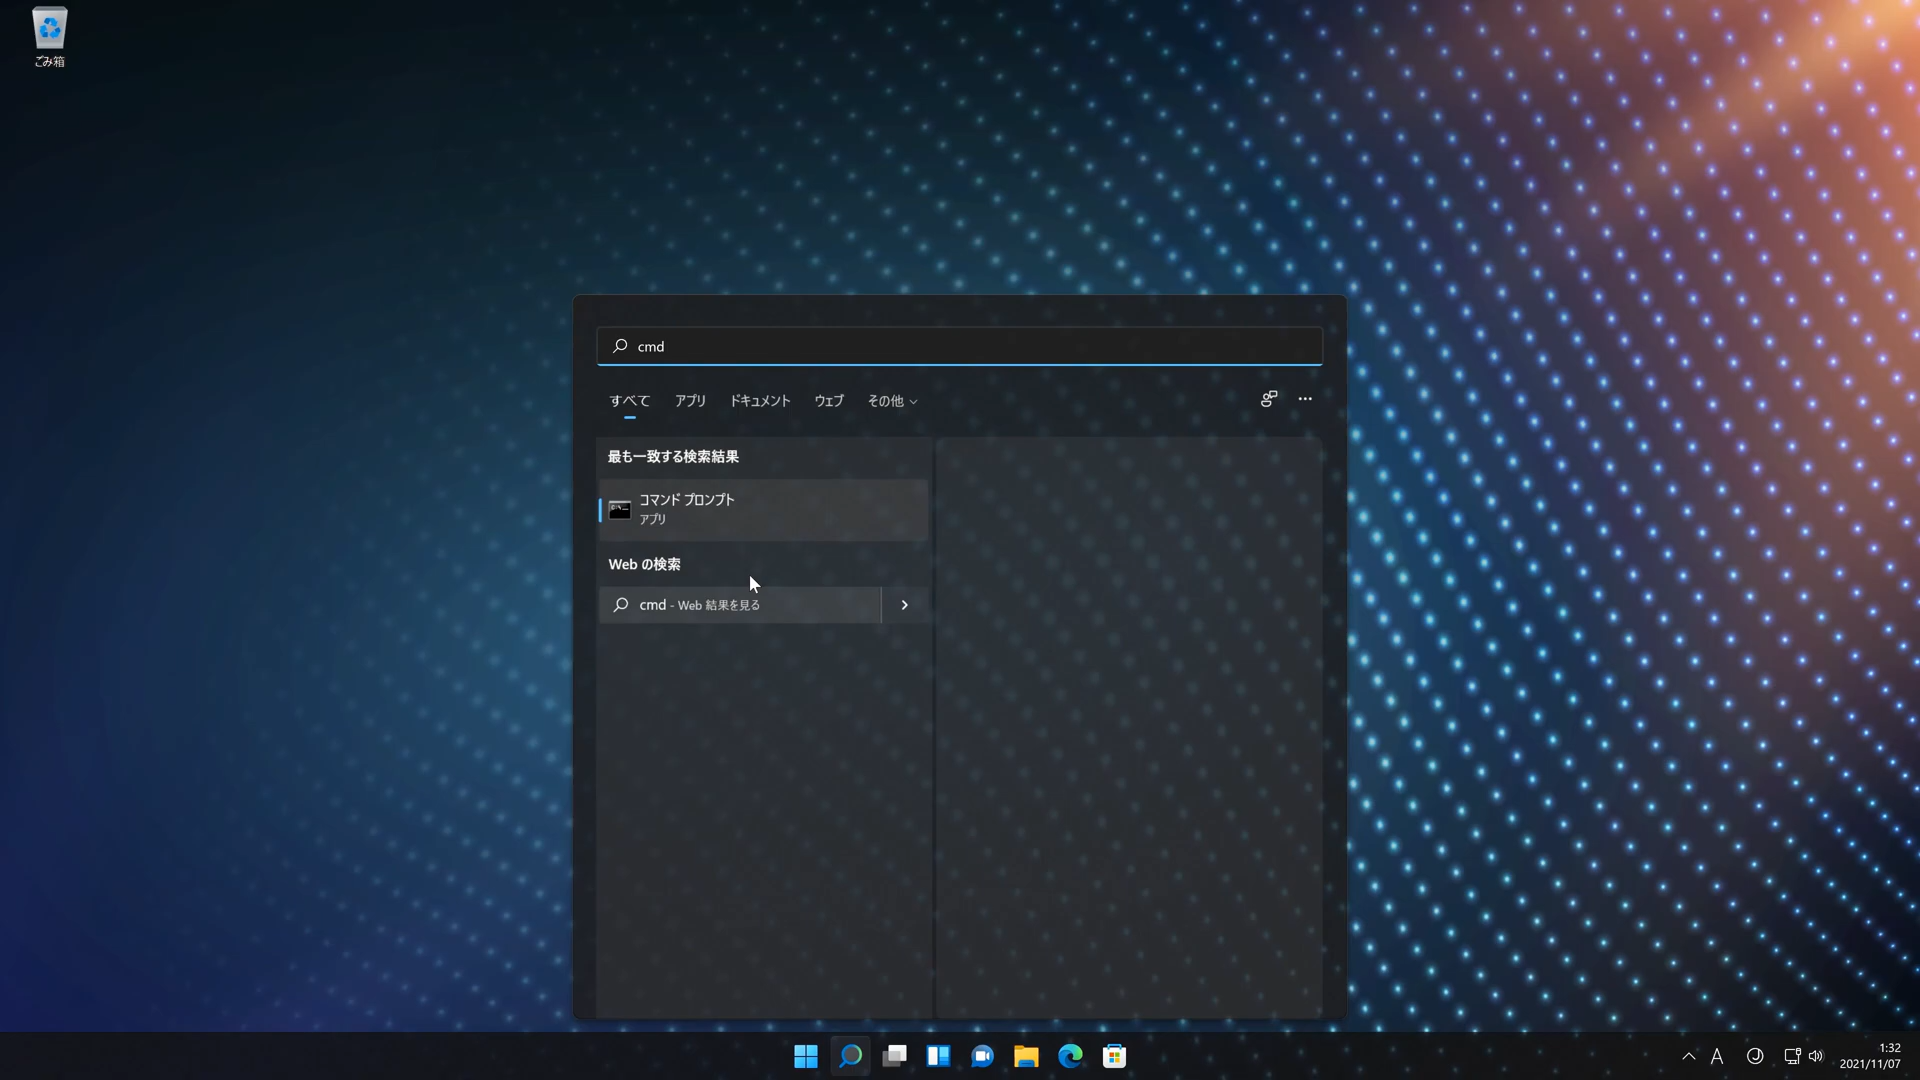 ごみ箱
cmd
すべて アプリ ドキュメント ウェブ その他
最も一致する検索結果
コマンド プロンプト
アプリ
Web の検索
cmd - Web 結果を見る
A
1:32
2021/11/07